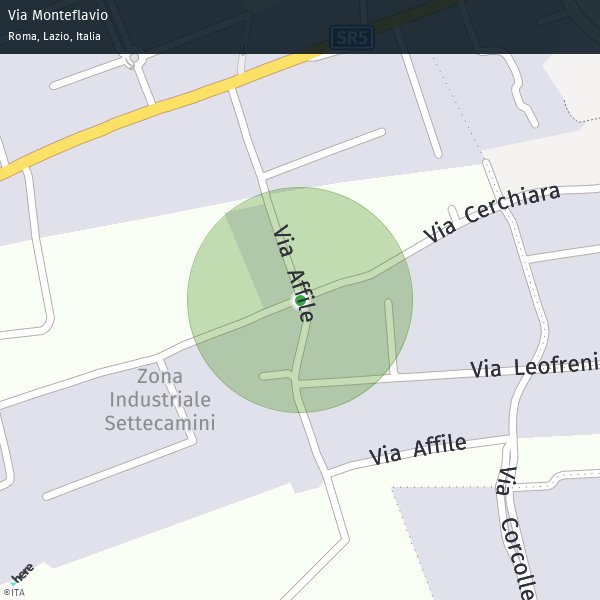 Via Monteflavio
Roma, Lazio, Italia
SR5
Via Cerchiara
Via Affile
Zona
Industriale
Settecamini
Via Leofreni
Via Affile
Via Corcolle
here
©ITA